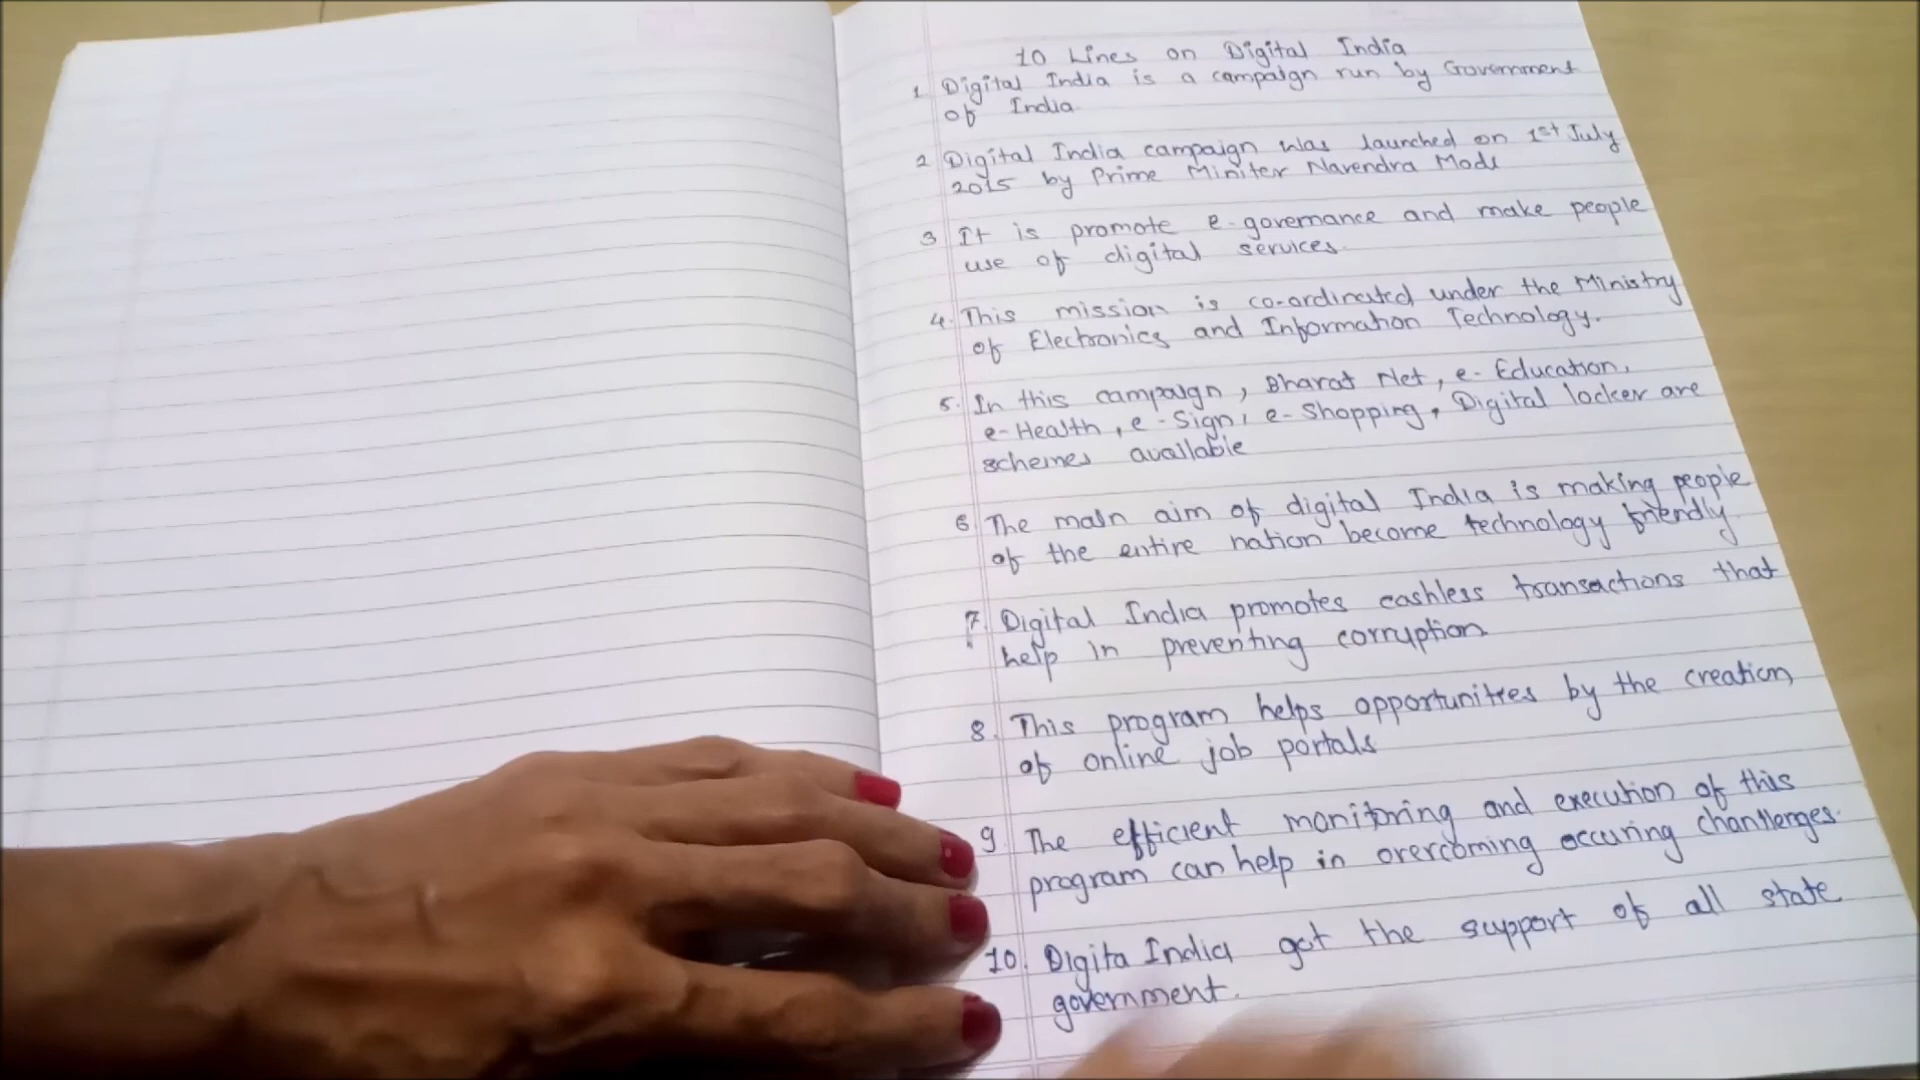 10 Lines on Digital India
1 Digital India is a campaign run by Government
of India.
2 Digital India campaign was launched on 1st July
2015 by Prime Miniter Narendra Modi
3 It is promote e-governance and make people
use of digital services.
4. This mission is co-ordinated under the Ministry
of Electronics and Information Technology.
5. In this campaign, Bharat Net, e-Education,
e-Health, e-Sign, e-Shopping, Digital locker are
schemes available
6 The main aim of digital India is making people
of the entire nation become technology friendly.
7. Digital India promotes cashless transactions that
help in preventing corruption
8. This program helps opportunities by the creation
of online job portals
9 The efficient monitoring and execution of this
program can help in overcoming occuring chanllenges.
10. Digita India got the support of all state
government.